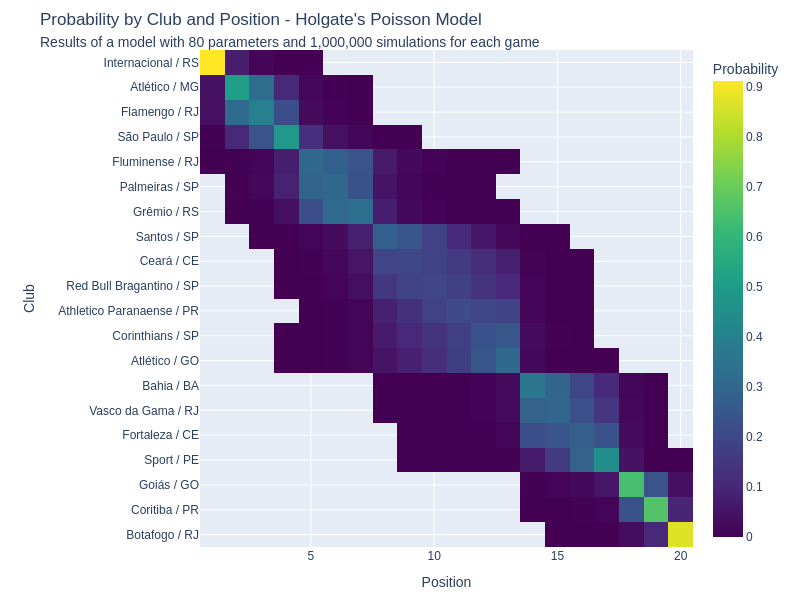 Probability by Club and Position - Holgate's Poisson Model
Results of a model with 80 parameters and 1,000,000 simulations for each game
Probability
Club
Internacional / RS
Atlético / MG
Flamengo / RJ
São Paulo / SP
Fluminense / RJ
Palmeiras / SP
Grêmio / RS
Santos / SP
Ceará / CE
Red Bull Bragantino / SP
Athletico Paranaense / PR
Corinthians / SP
Atlético / GO
Bahia / BA
Vasco da Gama / RJ
Fortaleza / CE
Sport / PE
Goiás / GO
Coritiba / PR
Botafogo / RJ
0.9
0.8
0.7
0.6
0.5
0.4
0.3
0.2
0.1
0
5
10
15
20
Position